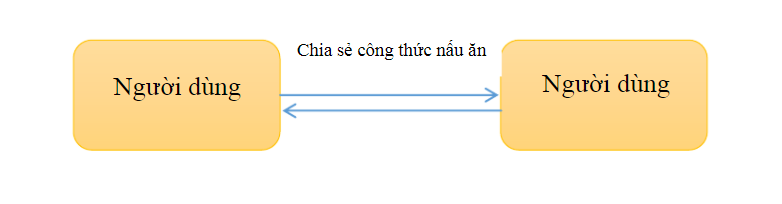 Chia sẻ công thức nấu ăn
Người dùng
Người dùng